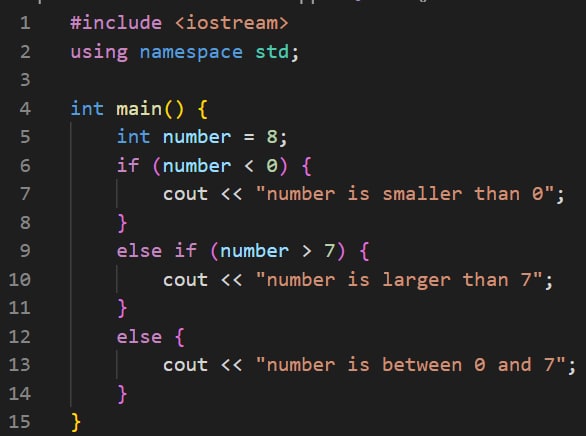 1 #include <iostream>
2 using namespace std;
3
4 int main() {
5     int number = 8;
6     if (number < 0) {
7         cout << "number is smaller than 0";
8     }
9     else if (number > 7) {
10         cout << "number is larger than 7";
11     }
12     else {
13         cout << "number is between 0 and 7";
14     }
15 }